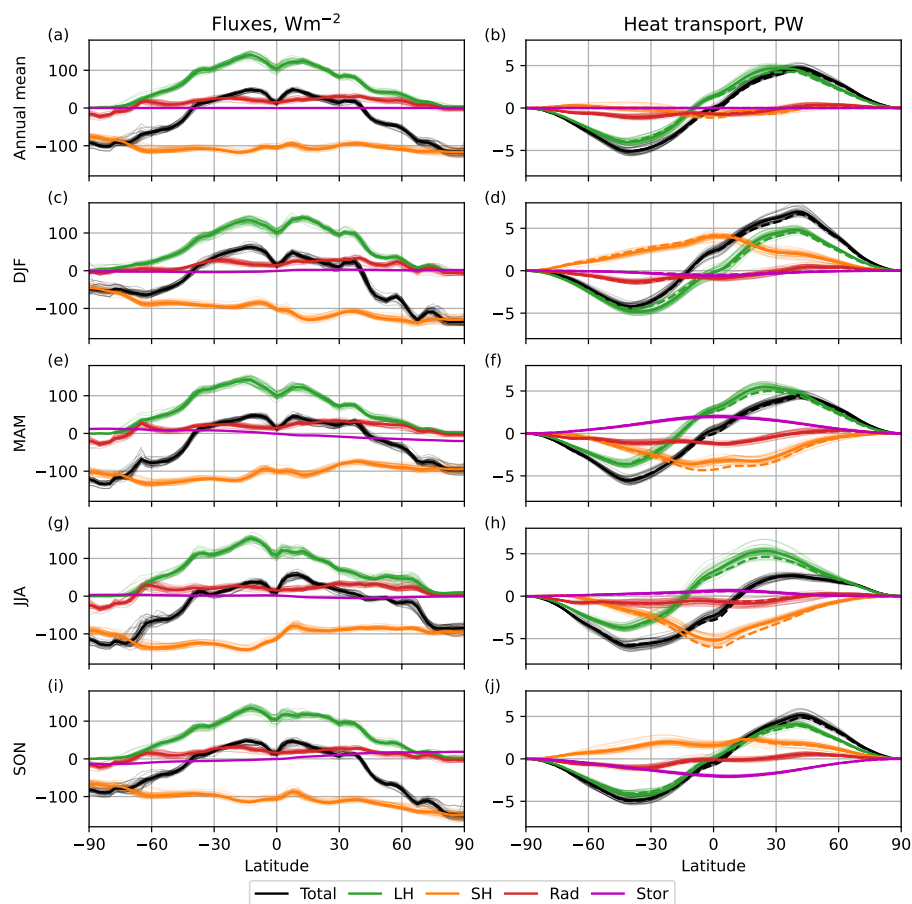 Fluxes, Wm−2 Heat transport, PW
(a) (b)
Annual mean
100
0
−100
5
0
−5
(c) (d)
DJF
100
0
−100
5
0
−5
(e) (f)
MAM
100
0
−100
5
0
−5
(g) (h)
JJA
100
0
−100
5
0
−5
(i) (j)
SON
100
0
−100
5
0
−5
−90 −60 −30 0 30 60 90 −90 −60 −30 0 30 60 90
Latitude Latitude
Total LH SH Rad Stor